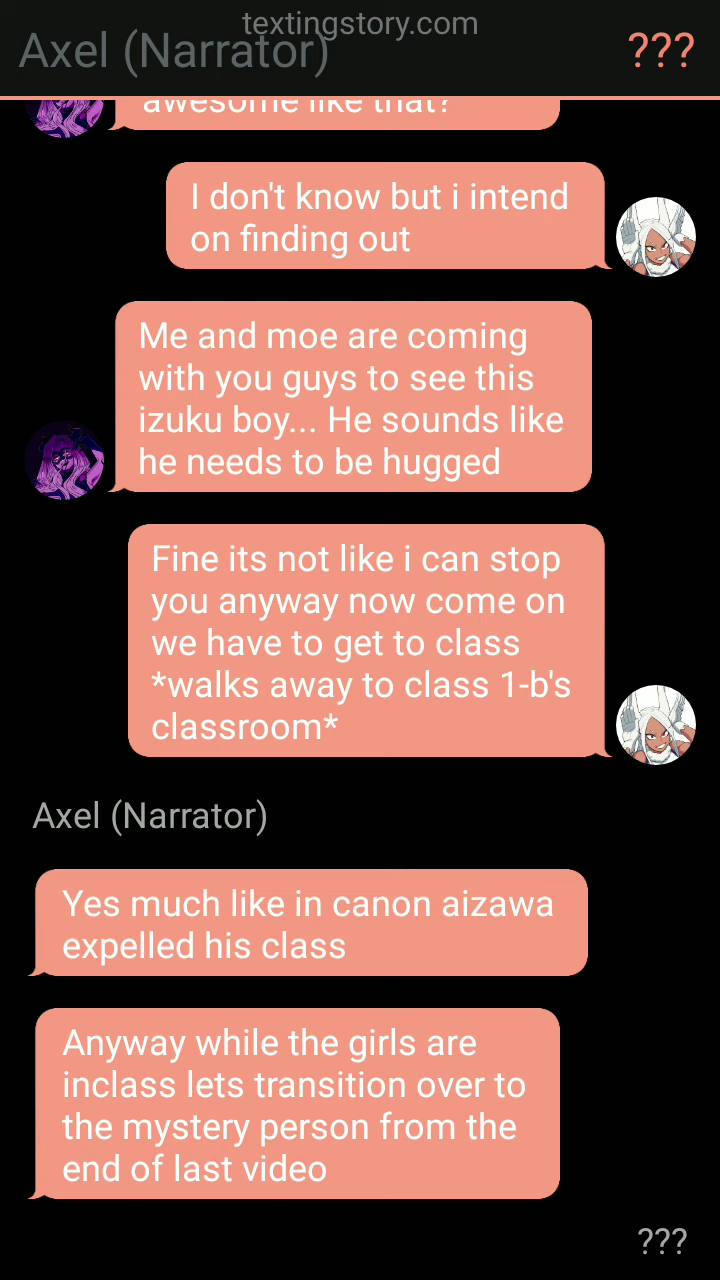 textingstory.com
Axel (Narrator)
???
awesome like that?
I don't know but i intend
on finding out
Me and moe are coming
with you guys to see this
izuku boy... He sounds like
he needs to be hugged
Fine its not like i can stop
you anyway now come on
we have to get to class
*walks away to class 1-b's
classroom*
Axel (Narrator)
Yes much like in canon aizawa
expelled his class
Anyway while the girls are
inclass lets transition over to
the mystery person from the
end of last video
???